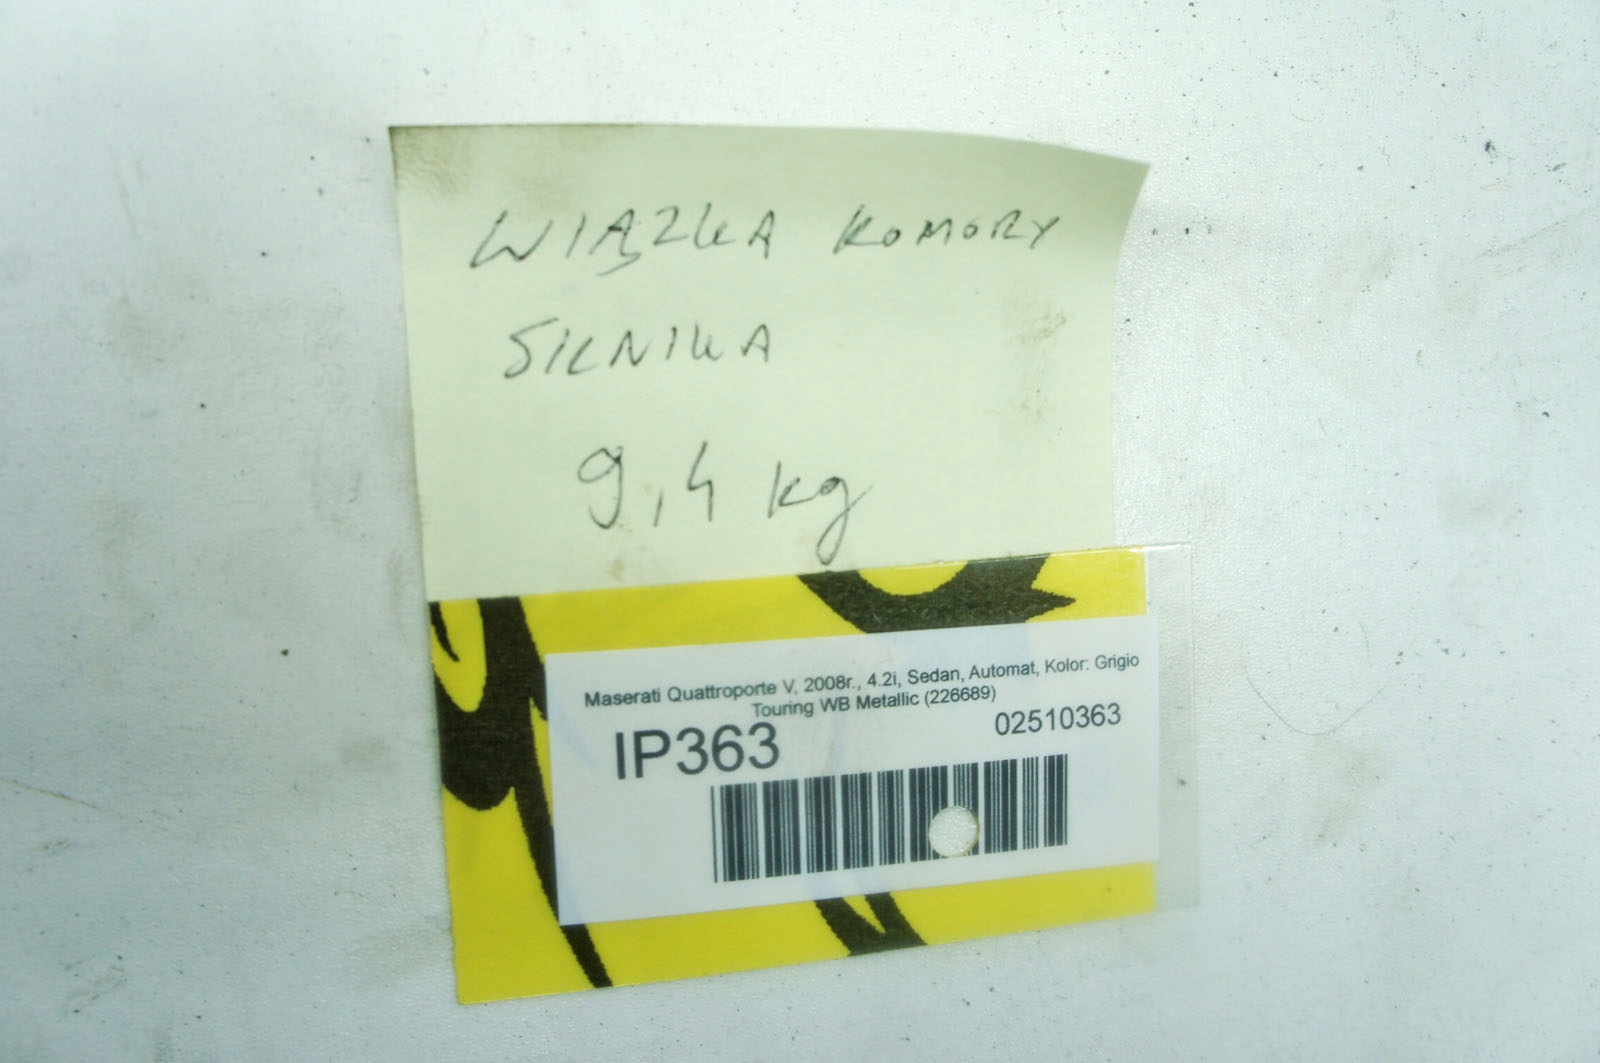 WIĄZKA KOMORY
SILNIKA
9,4 kg
Maserati Quattroporte V, 2008r., 4.2i, Sedan, Automat, Kolor: Grigio
Touring WB Metallic (226689)
IP363
02510363